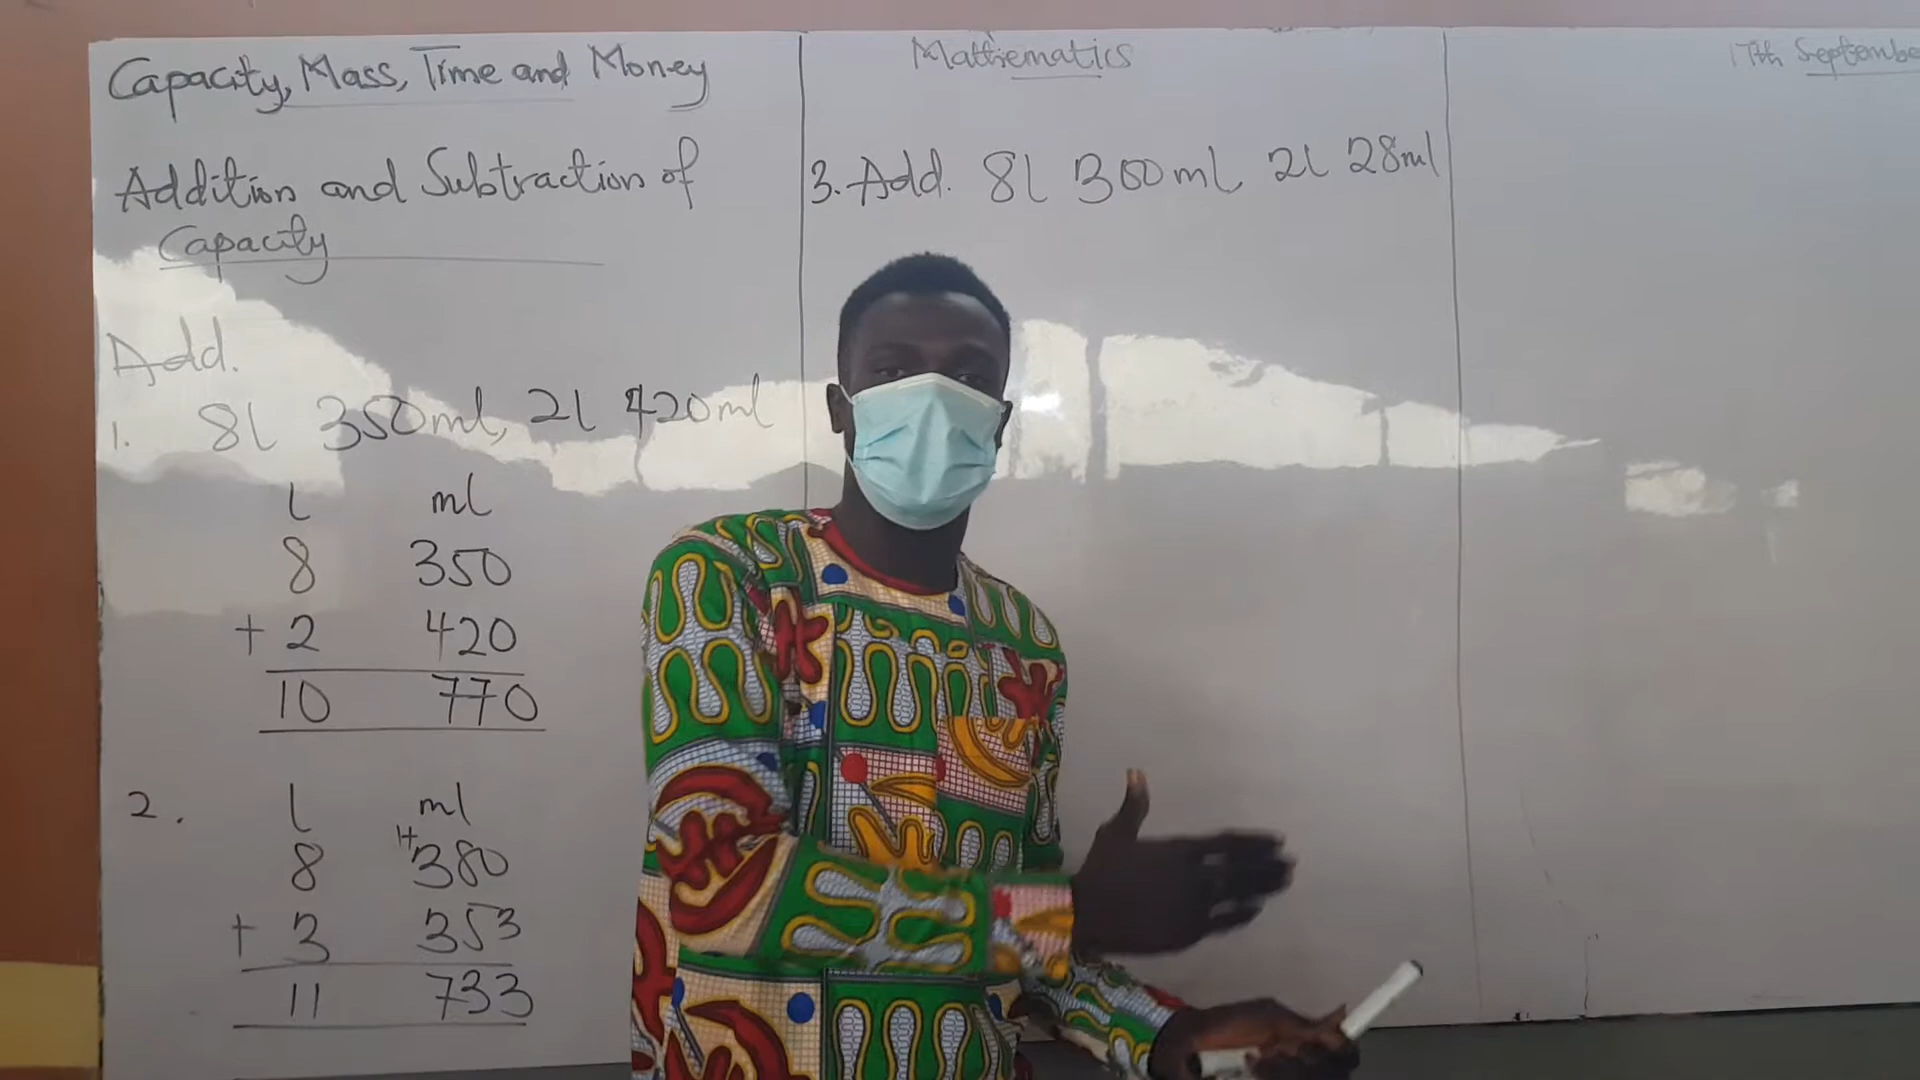 Capacity, Mass, Time and Money
Addition and Subtraction of
Capacity
Add.
1. 8l 350ml, 2l 420ml
l ml
8 350
+ 2 420
10 770
2. l ml
1+
8 380
+ 3 353
11 733
Mathematics
3. Add. 8l 300ml, 2l 28ml
17th September